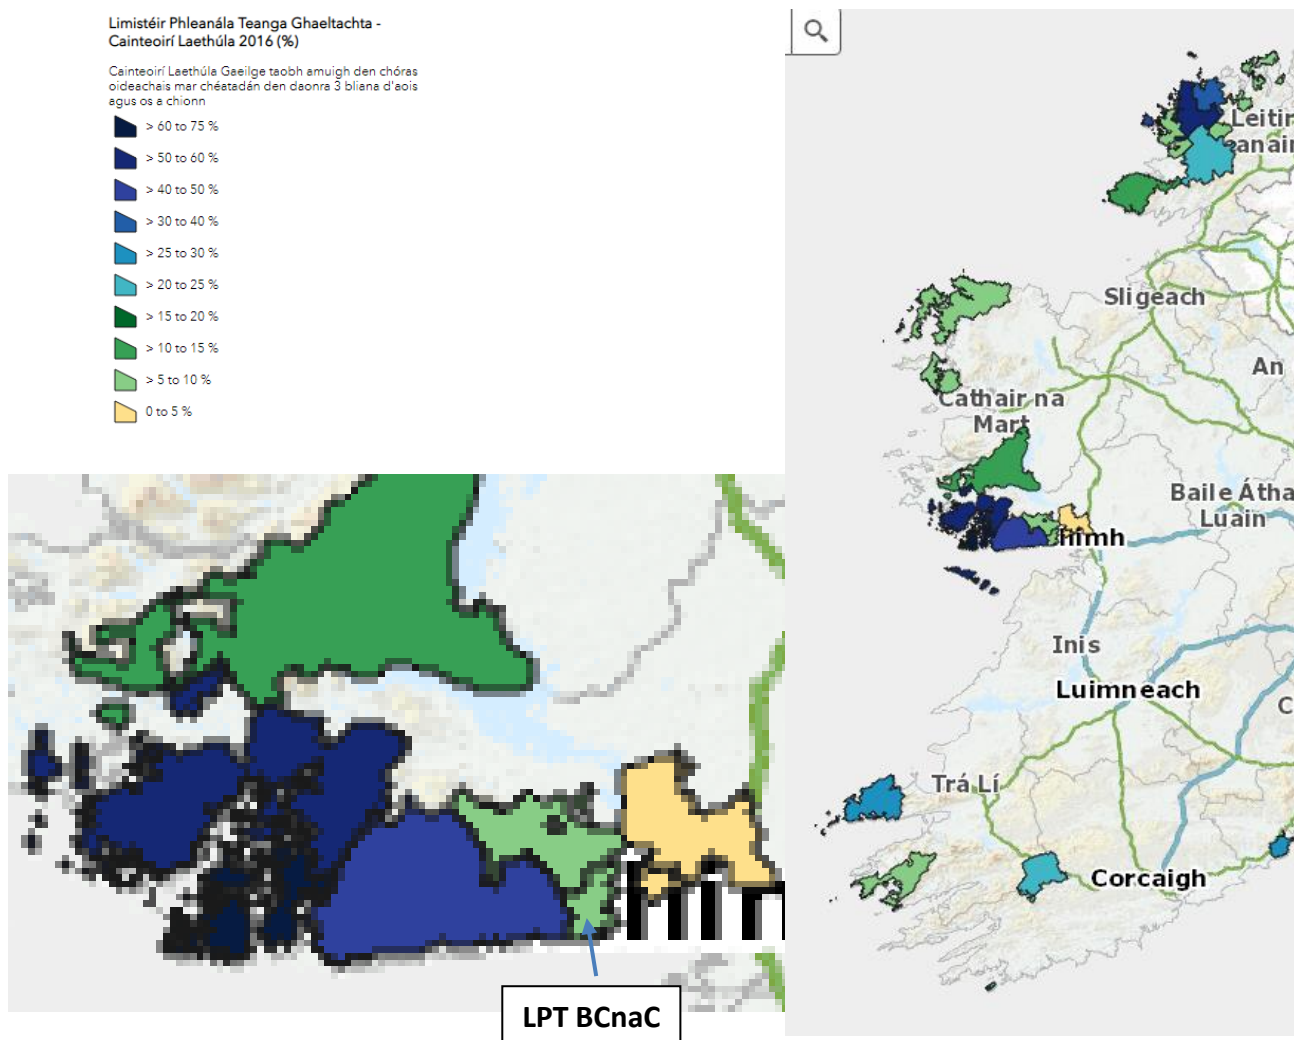 Limistéir Phleanála Teanga Ghaeltachta -
Cainteoirí Laethúla 2016 (%)
Cainteoirí Laethúla Gaeilge taobh amuigh den chóras
oideachais mar chéatadán den daonra 3 bliana d'aois
agus os a chionn
> 60 to 75 %
> 50 to 60 %
> 40 to 50 %
> 30 to 40 %
> 25 to 30 %
> 20 to 25 %
> 15 to 20 %
> 10 to 15 %
> 5 to 10 %
0 to 5 %
LPT BCnaC
Leitir
Sligeach
An
Cathair na
Mart
Baile Átha
Luain
Inis
Luimneach
C
Trá Lí
Corcaigh